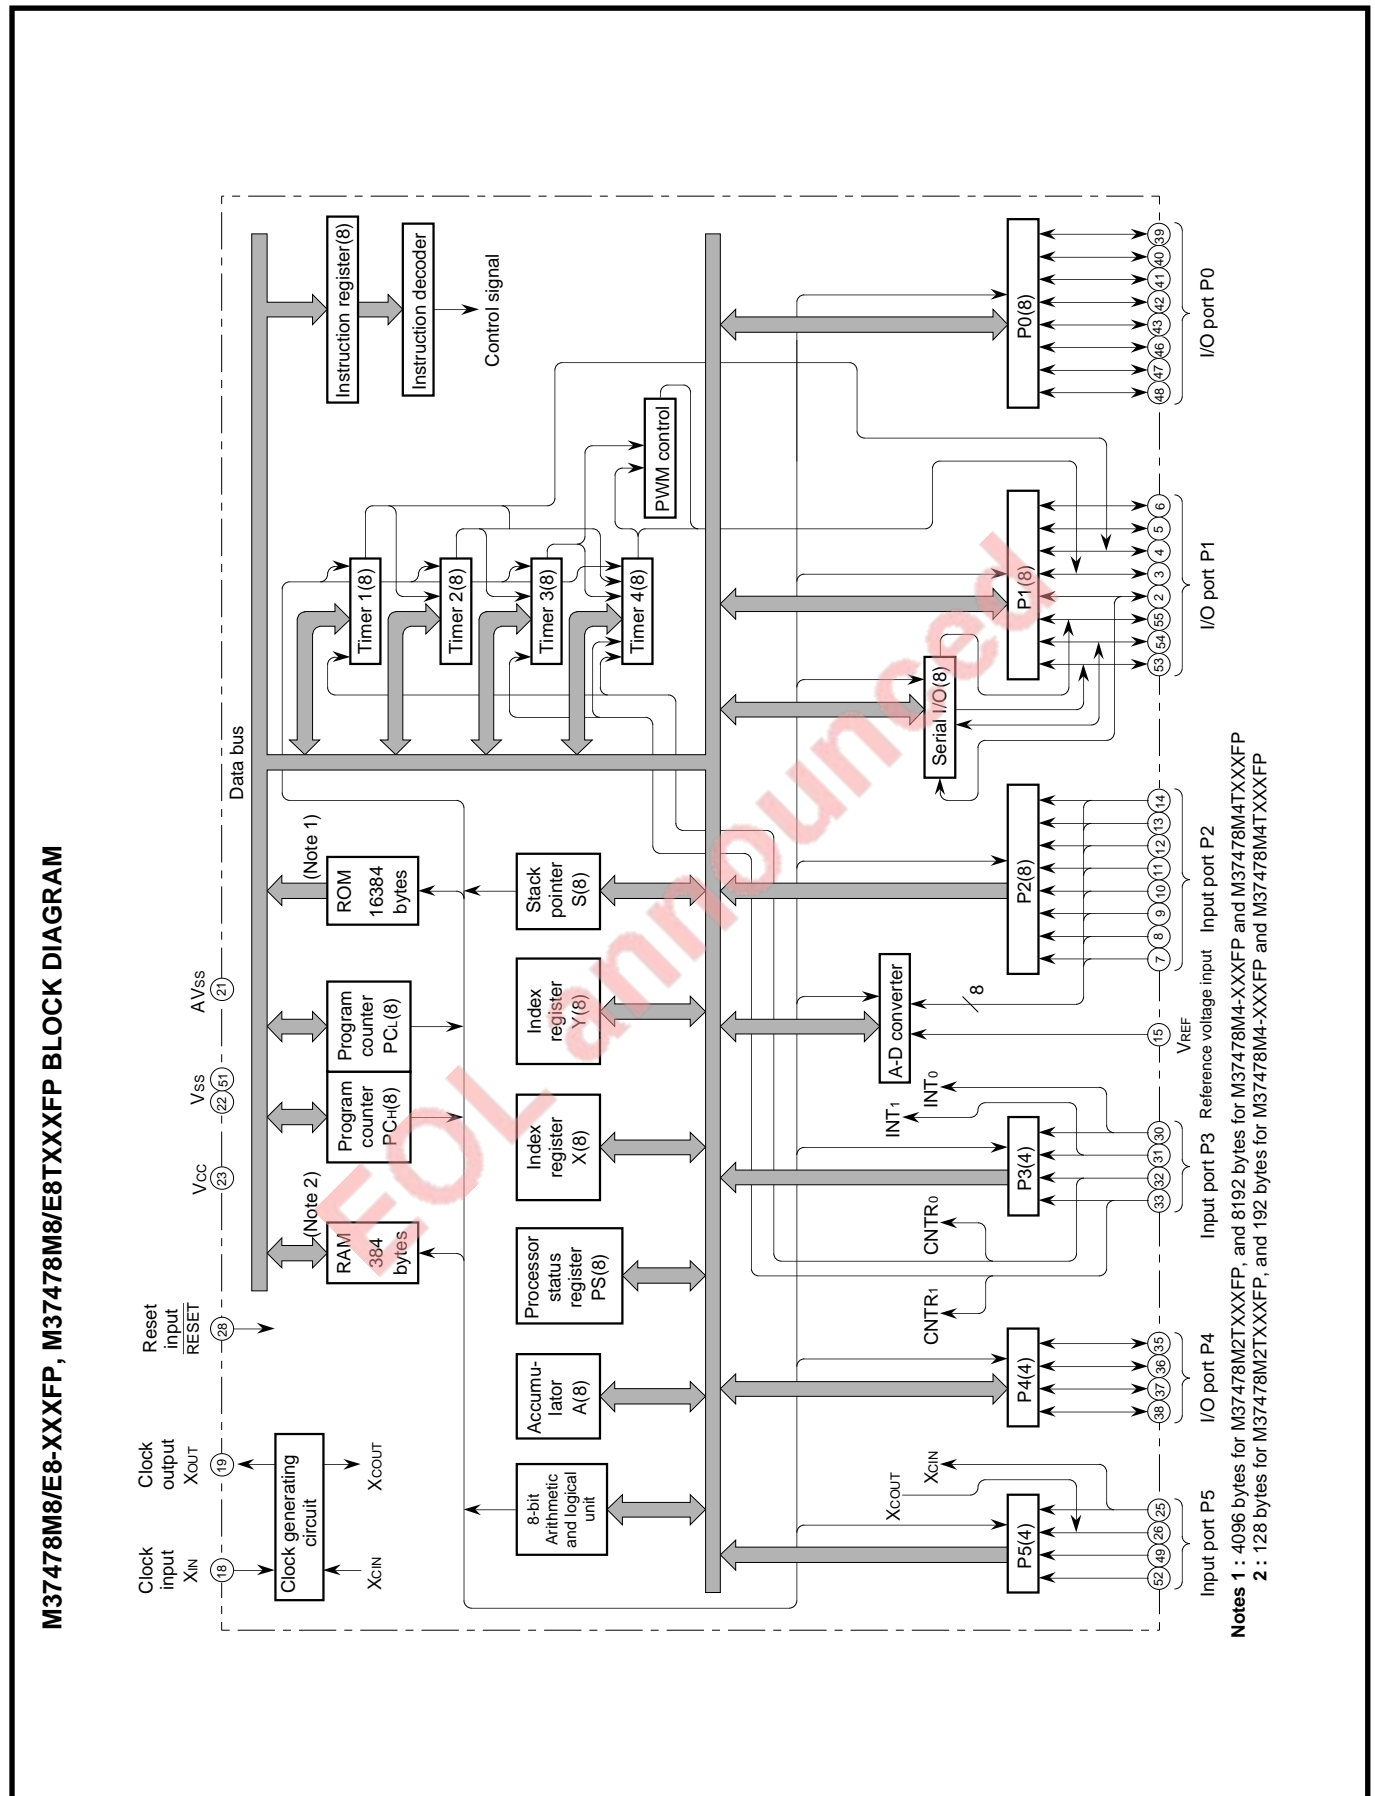 M37478M8/E8-XXXFP, M37478M8/E8TXXXFP BLOCK DIAGRAM
Clock
input
XIN
18
Clock
output
XOUT
19
Reset
input
RESET
28
VCC
23
VSS
22 51
AVSS
21
Data bus
Clock generating
circuit
XCIN
XCOUT
RAM
384
bytes
(Note 2)
Program
counter
PCH(8)
Program
counter
PCL(8)
ROM
16384
bytes
(Note 1)
Timer 1(8)
Timer 2(8)
Timer 3(8)
Timer 4(8)
PWM control
Instruction register(8)
Instruction decoder
Control signal
8-bit
Arithmetic
and logical
unit
Accumu-
lator
A(8)
Processor
status
register
PS(8)
Index
register
X(8)
Index
register
Y(8)
Stack
pointer
S(8)
XCOUT
XCIN
CNTR1
CNTR0
INT1
INT0
A-D converter
8
Serial I/O(8)
P5(4)
P4(4)
P3(4)
P2(8)
P1(8)
P0(8)
52 49 26 25
38 37 36 35
33 32 31 30
15
7 8 9 10 11 12 13 14
53 54 55 2 3 4 5 6
48 47 46 43 42 41 40 39
VREF
Input port P5
I/O port P4
Input port P3
Reference voltage input
Input port P2
I/O port P1
I/O port P0
Notes 1 : 4096 bytes for M37478M2TXXXFP, and 8192 bytes for M37478M4-XXXFP and M37478M4TXXXFP
2 : 128 bytes for M37478M2TXXXFP, and 192 bytes for M37478M4-XXXFP and M37478M4TXXXFP
EOL announced